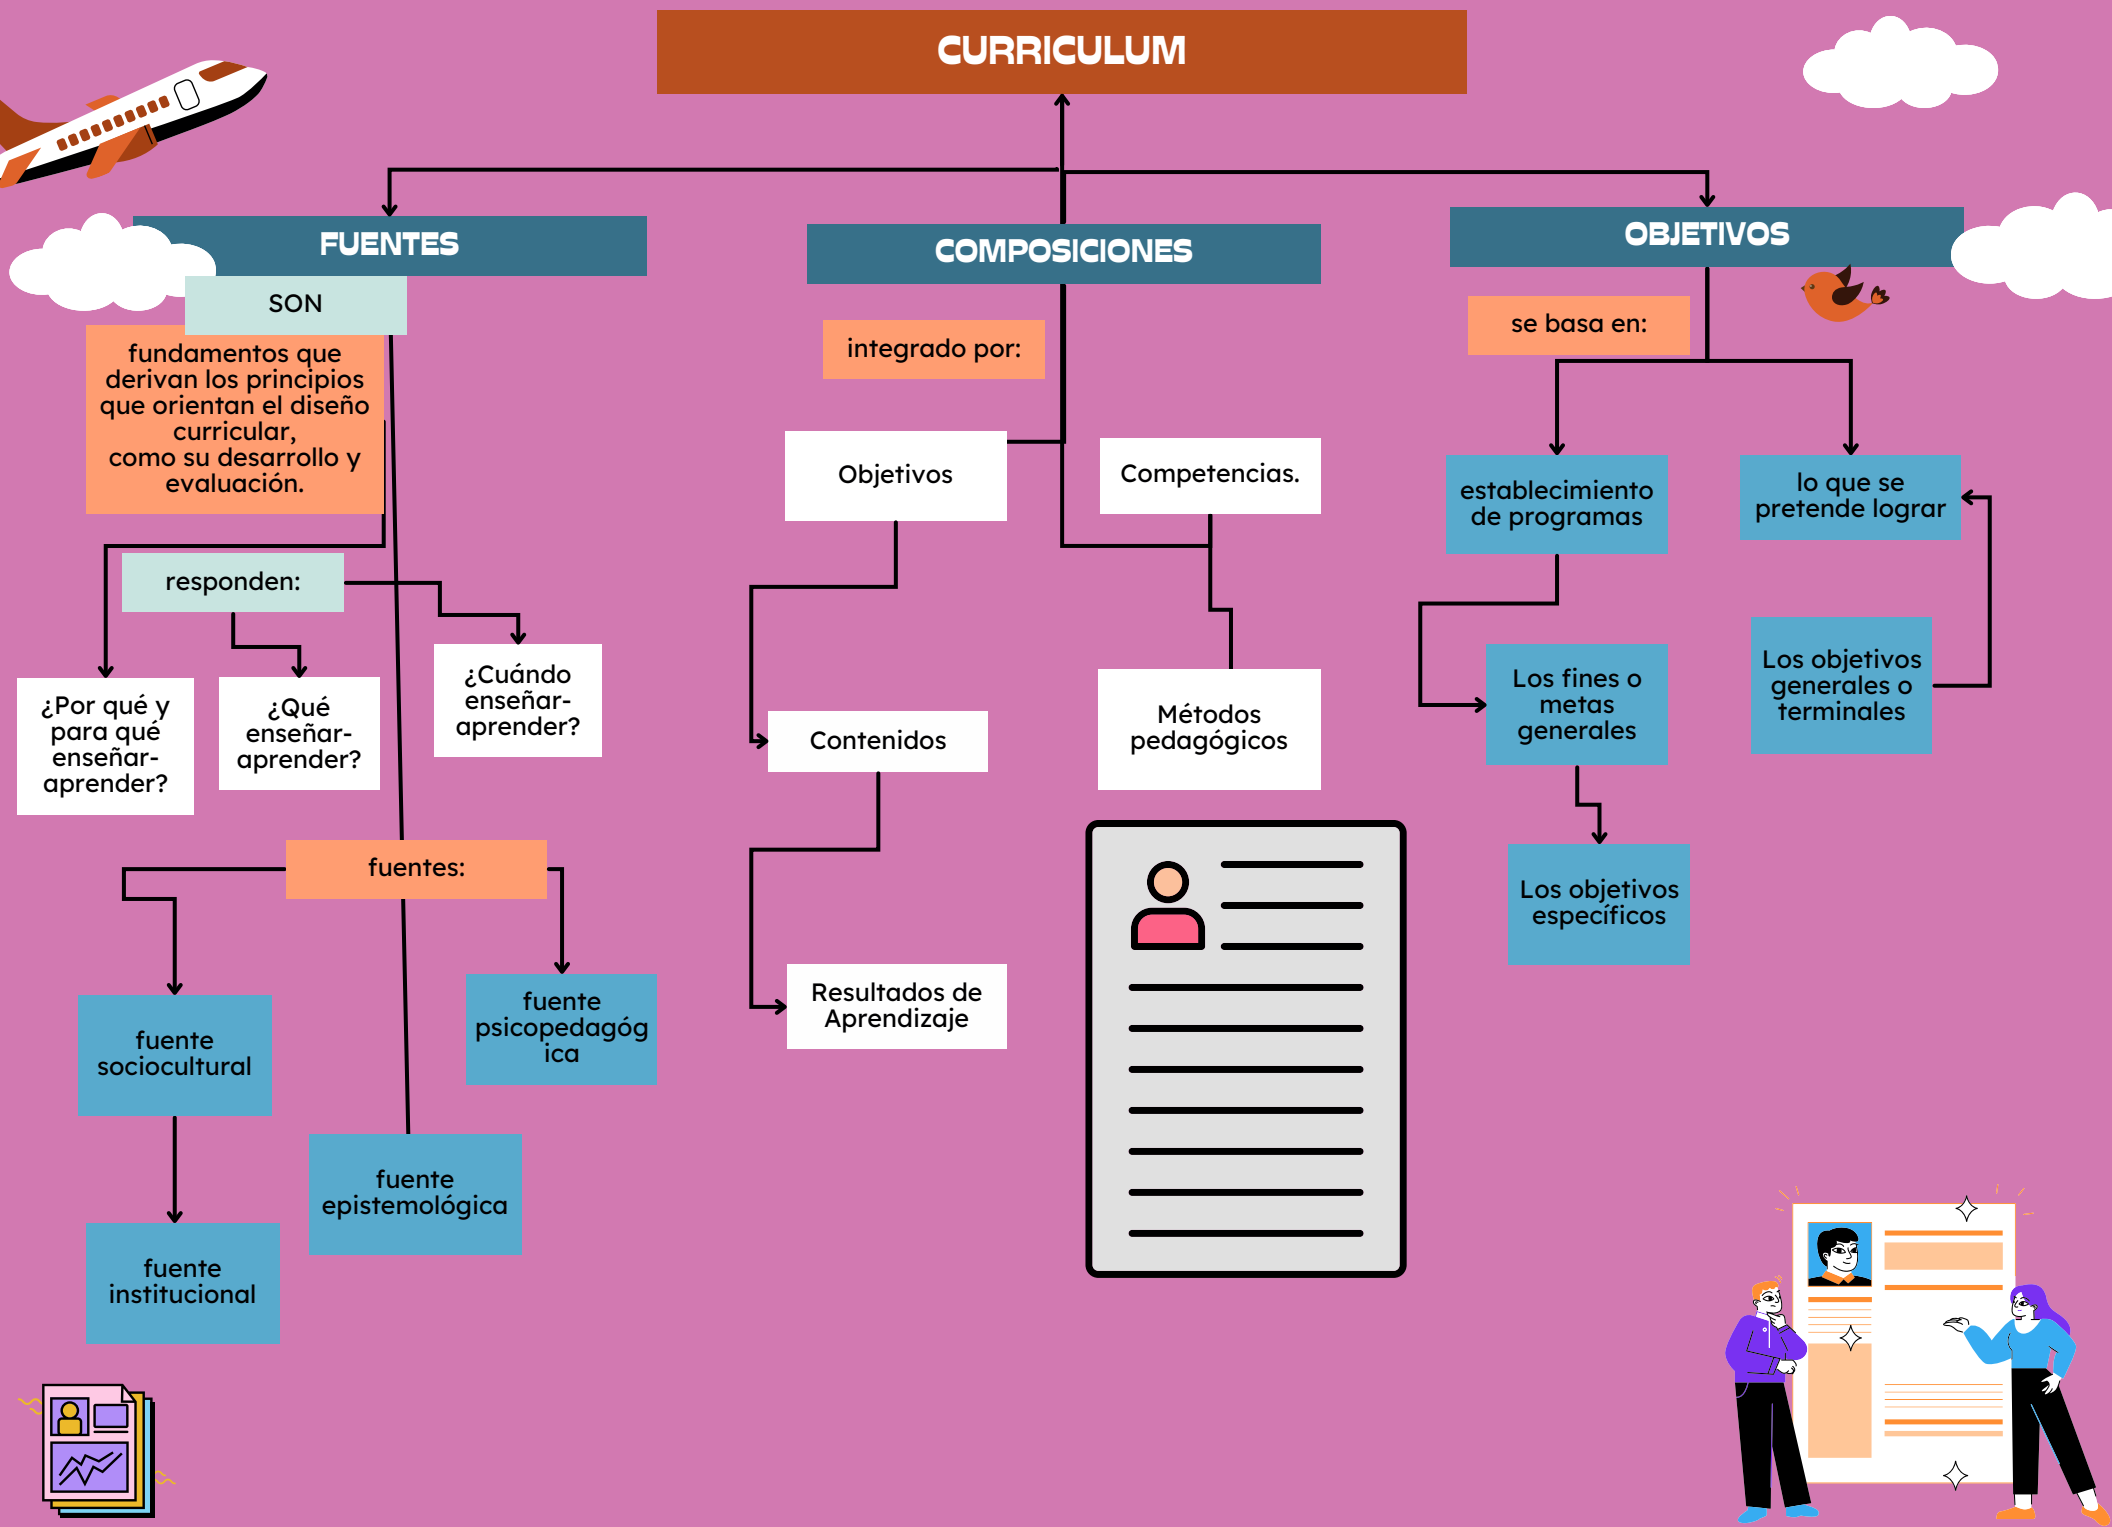 CURRICULUM
FUENTES
SON
fundamentos que
derivan los principios
que orientan el diseño
curricular,
como su desarrollo y
evaluación.
responden:
¿Por qué y
para qué
enseñar-
aprender?
¿Qué
enseñar-
aprender?
¿Cuándo
enseñar-
aprender?
fuentes:
fuente
sociocultural
fuente
institucional
fuente
epistemológica
fuente
psicopedagóg
ica
COMPOSICIONES
integrado por:
Objetivos
Competencias.
Contenidos
Métodos
pedagógicos
Resultados de
Aprendizaje
OBJETIVOS
se basa en:
establecimiento
de programas
lo que se
pretende lograr
Los fines o
metas
generales
Los objetivos
generales o
terminales
Los objetivos
específicos